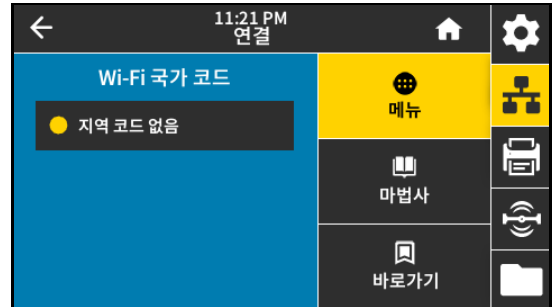 11:21 PM
연결
Wi-Fi 국가 코드
지역 코드 없음
메뉴
마법사
바로가기